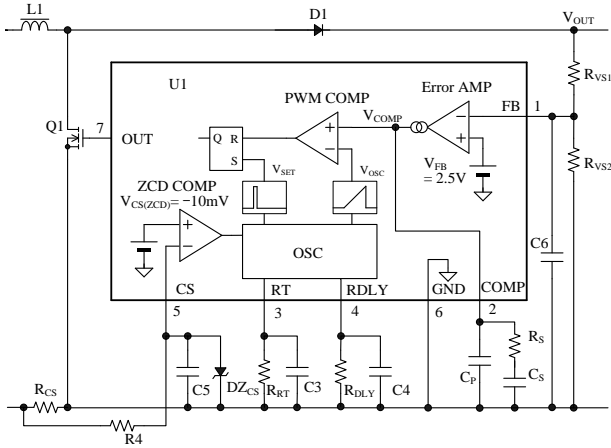 L1
D1
VOUT
U1
Error AMP
PWM COMP
VCOMP
FB 1
RVS1
Q1
7
OUT
Q R
S
VSET
VOSC
VFB
= 2.5V
RVS2
ZCD COMP
VCS(ZCD)= −10mV
OSC
C6
CS
RT
RDLY
GND
COMP
5
3
4
6
2
RS
C5
DZCS
RRT
C3
RDLY
C4
CP
CS
RCS
R4